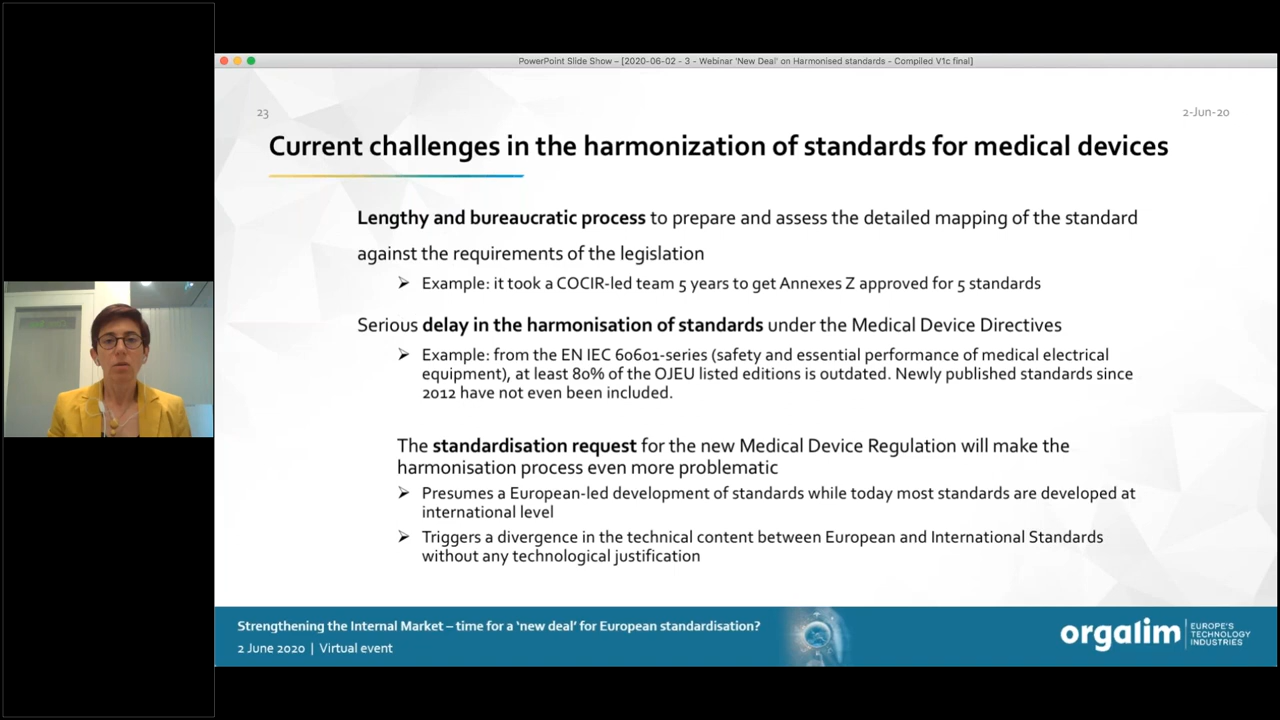 PowerPoint Slide Show – [2020-06-02 - 3 - Webinar 'New Deal' on Harmonised standards - Compiled V1c final]
23
2-Jun-20
Current challenges in the harmonization of standards for medical devices
Lengthy and bureaucratic process to prepare and assess the detailed mapping of the standard
against the requirements of the legislation
➢ Example: it took a COCIR-led team 5 years to get Annexes Z approved for 5 standards
Serious delay in the harmonisation of standards under the Medical Device Directives
➢ Example: from the EN IEC 60601-series (safety and essential performance of medical electrical
equipment), at least 80% of the OJEU listed editions is outdated. Newly published standards since
2012 have not even been included.
The standardisation request for the new Medical Device Regulation will make the
harmonisation process even more problematic
➢ Presumes a European-led development of standards while today most standards are developed at
international level
➢ Triggers a divergence in the technical content between European and International Standards
without any technological justification
Strengthening the Internal Market – time for a 'new deal' for European standardisation?
2 June 2020 | Virtual event
orgalim
EUROPE'S
TECHNOLOGY
INDUSTRIES